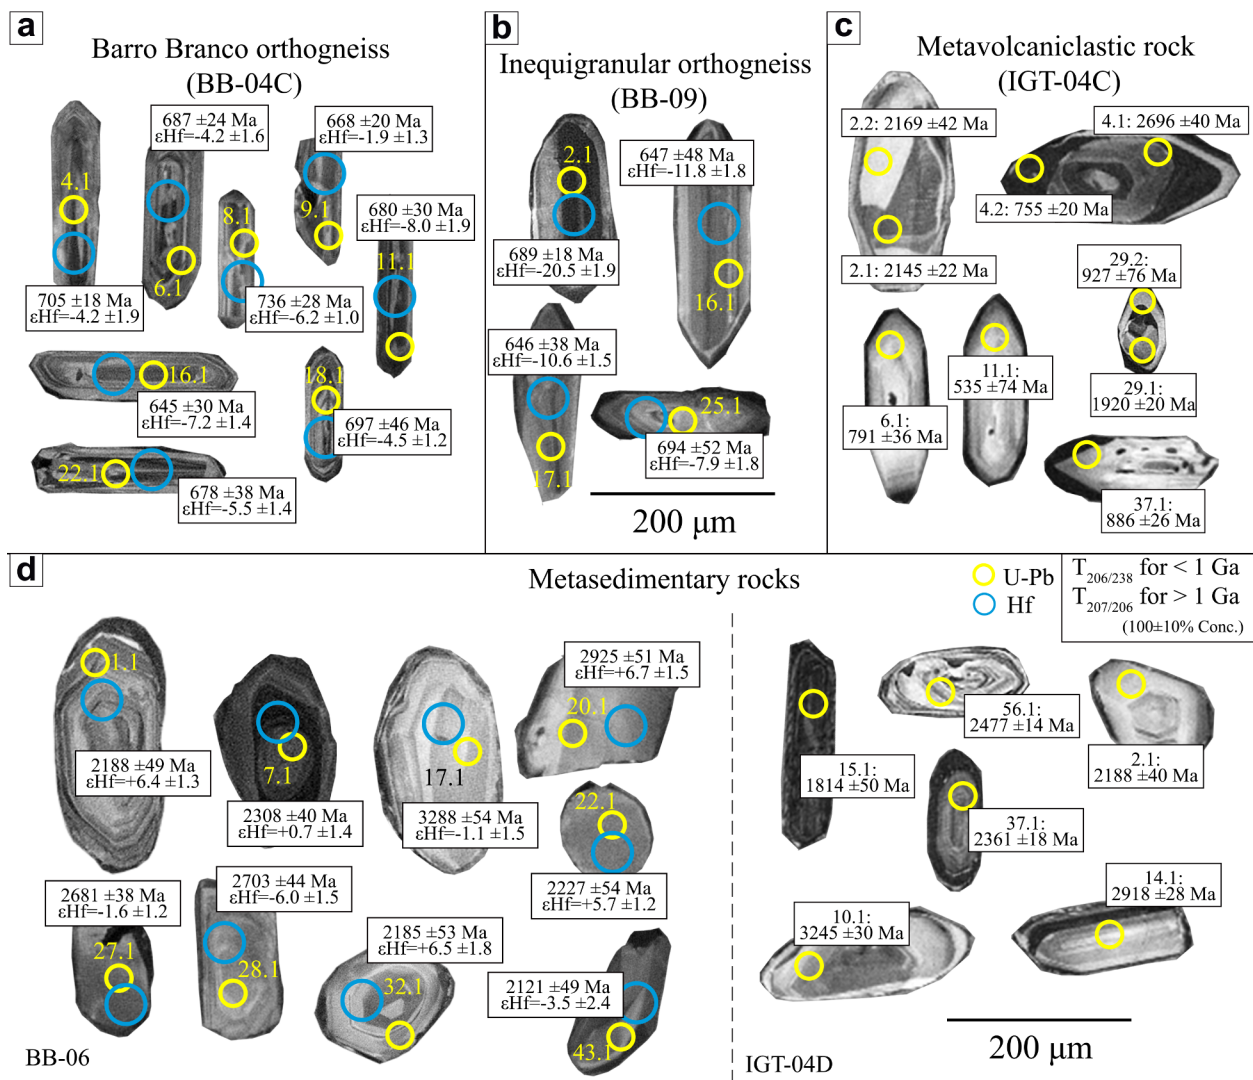 a
Barro Branco orthogneiss
(BB-04C)
687 ±24 Ma
εHf=-4.2 ±1.6
668 ±20 Ma
εHf=-1.9 ±1.3
4.1
6.1
8.1
9.1
680 ±30 Ma
εHf=-8.0 ±1.9
11.1
705 ±18 Ma
εHf=-4.2 ±1.9
736 ±28 Ma
εHf=-6.2 ±1.0
16.1
645 ±30 Ma
εHf=-7.2 ±1.4
18.1
697 ±46 Ma
εHf=-4.5 ±1.2
22.1
678 ±38 Ma
εHf=-5.5 ±1.4
b
Inequigranular orthogneiss
(BB-09)
2.1
647 ±48 Ma
εHf=-11.8 ±1.8
689 ±18 Ma
εHf=-20.5 ±1.9
16.1
646 ±38 Ma
εHf=-10.6 ±1.5
17.1
25.1
694 ±52 Ma
εHf=-7.9 ±1.8
200 µm
c
Metavolcaniclastic rock
(IGT-04C)
2.2: 2169 ±42 Ma
4.1: 2696 ±40 Ma
4.2: 755 ±20 Ma
2.1: 2145 ±22 Ma
29.2:
927 ±76 Ma
11.1:
535 ±74 Ma
29.1:
1920 ±20 Ma
6.1:
791 ±36 Ma
37.1:
886 ±26 Ma
d
Metasedimentary rocks
U-Pb
Hf
T206/238 for < 1 Ga
T207/206 for > 1 Ga
(100±10% Conc.)
1.1
2188 ±49 Ma
εHf=+6.4 ±1.3
7.1
2308 ±40 Ma
εHf=+0.7 ±1.4
17.1
3288 ±54 Ma
εHf=-1.1 ±1.5
2925 ±51 Ma
εHf=+6.7 ±1.5
20.1
22.1
2227 ±54 Ma
εHf=+5.7 ±1.2
2681 ±38 Ma
εHf=-1.6 ±1.2
27.1
2703 ±44 Ma
εHf=-6.0 ±1.5
28.1
2185 ±53 Ma
εHf=+6.5 ±1.8
32.1
2121 ±49 Ma
εHf=-3.5 ±2.4
43.1
BB-06
15.1:
1814 ±50 Ma
56.1:
2477 ±14 Ma
2.1:
2188 ±40 Ma
37.1:
2361 ±18 Ma
10.1:
3245 ±30 Ma
14.1:
2918 ±28 Ma
200 µm
IGT-04D